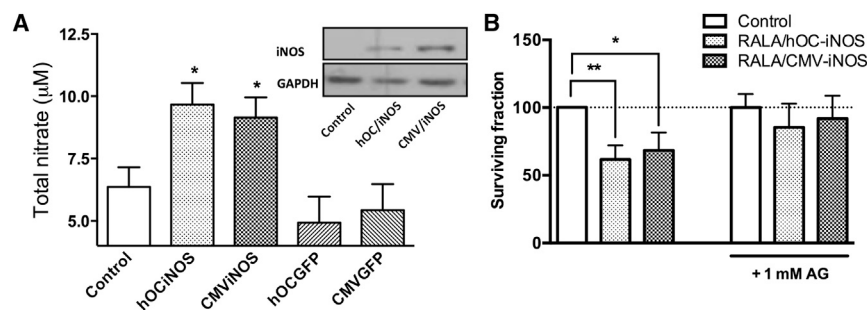 A
Total nitrate (μM)
12.5
10.0
7.5
5.0
*
*
Control
hOCiNOS
CMViNOS
hOCGFP
CMVGFP
iNOS
GAPDH
Control
hOC/iNOS
CMV/iNOS
B
Control
RALA/hOC-iNOS
RALA/CMV-iNOS
Surviving fraction
150
100
50
0
*
**
+ 1 mM AG